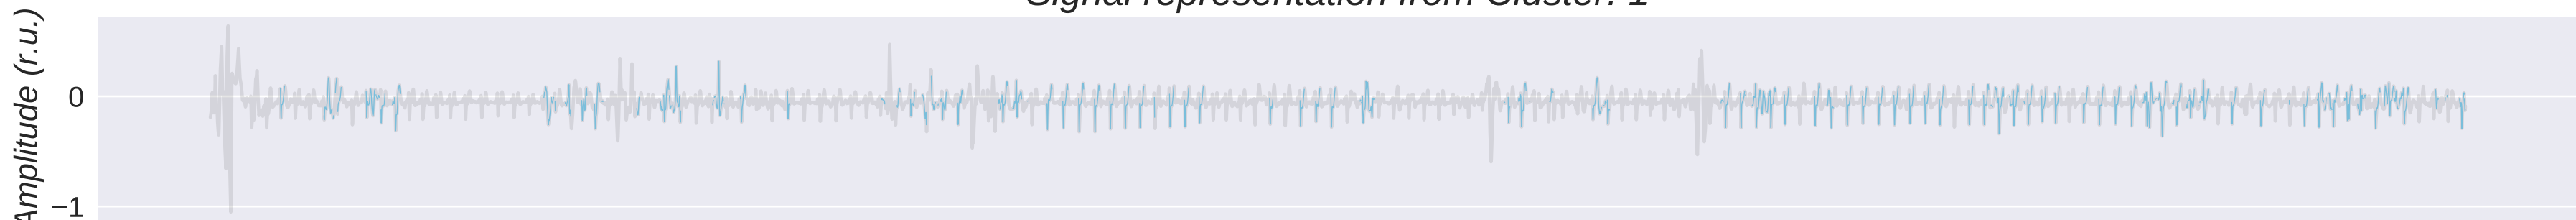 Signal representation from Cluster: 1
Amplitude (r.u.)
0
−1